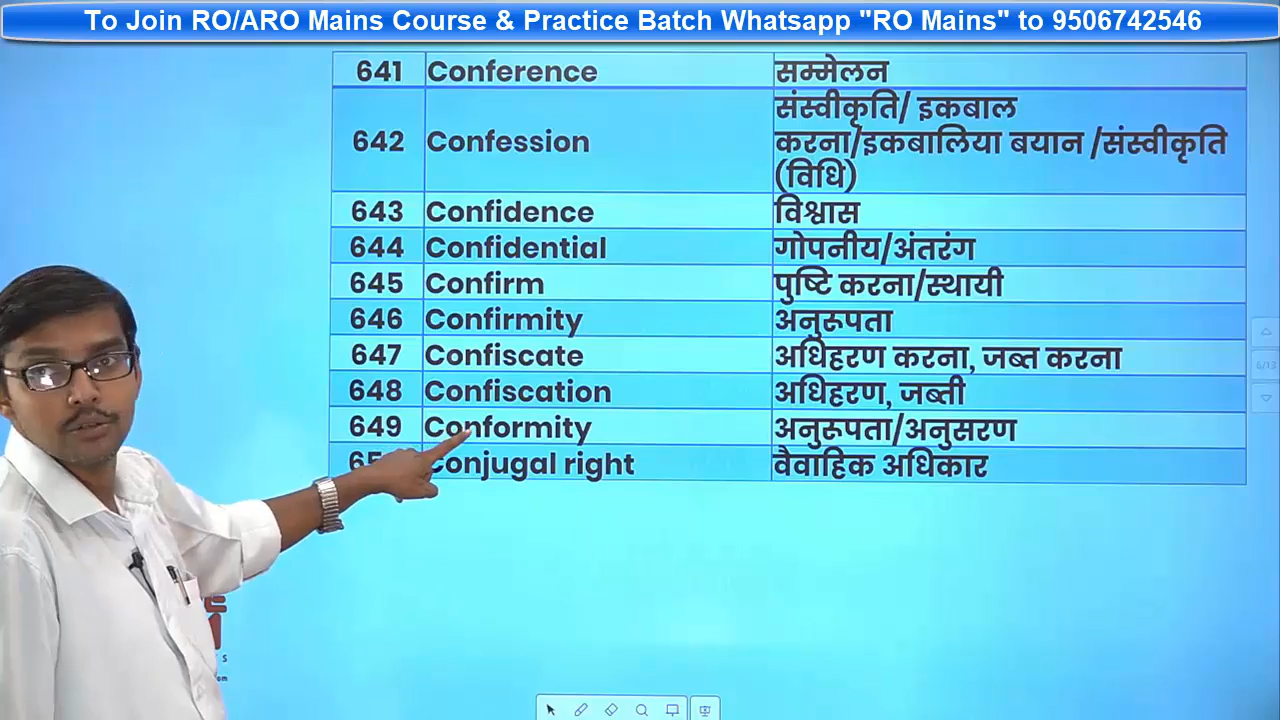 To Join RO/ARO Mains Course & Practice Batch Whatsapp "RO Mains" to 9506742546
641 Conference सम्मेलन
642 Confession संस्वीकृति/ इकबाल
करना/इकबालिया बयान /संस्वीकृति
(विधि)
643 Confidence विश्वास
644 Confidential गोपनीय/अंतरंग
645 Confirm पुष्टि करना/स्थायी
646 Confirmity अनुरूपता
647 Confiscate अधिहरण करना, जब्त करना
648 Confiscation अधिहरण, जब्ती
649 Conformity अनुरूपता/अनुसरण
Conjugal right वैवाहिक अधिकार
6/13